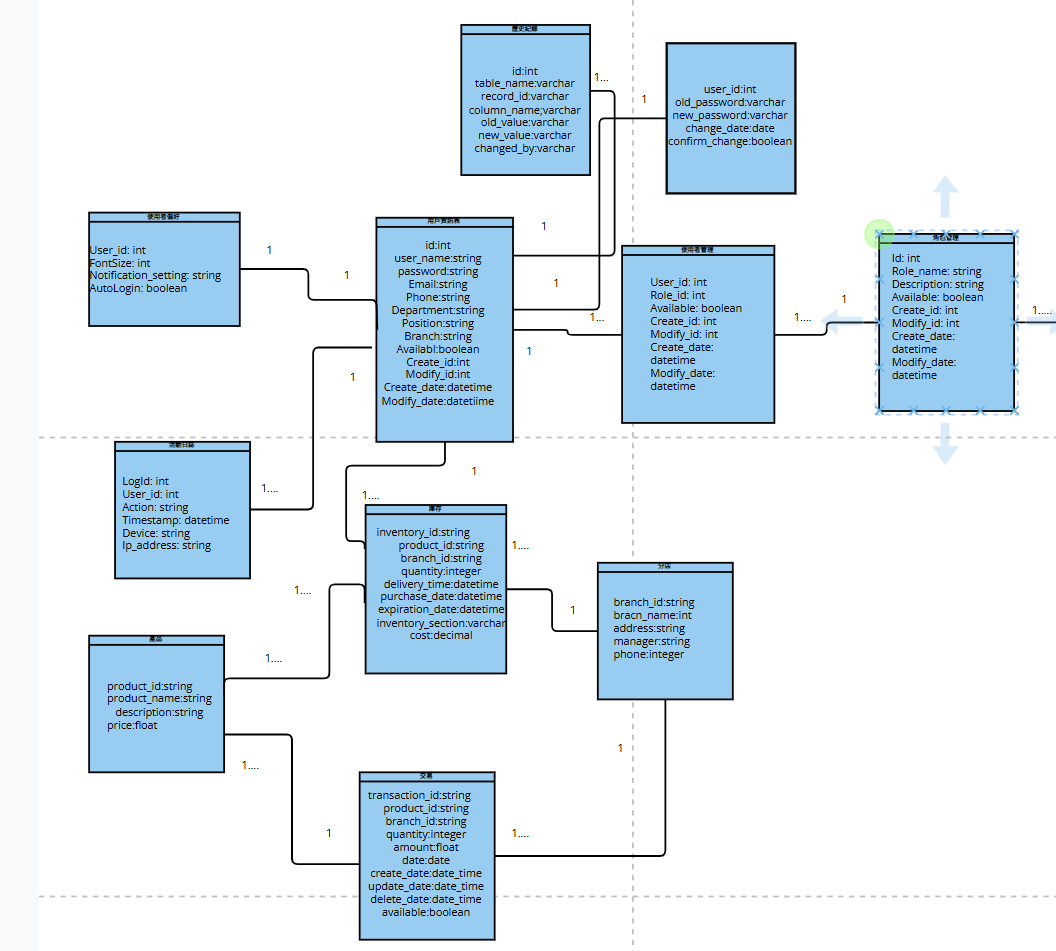 歷史紀錄
id:int
table_name:varchar
record_id:varchar
column_name;varchar
old_value:varchar
new_value:varchar
changed_by:varchar
1...
1
user_id:int
old_password:varchar
new_password:varchar
change_date:date
confirm_change:boolean
使用者偏好
User_id: int
FontSize: int
Notification_setting: string
AutoLogin: boolean
1
1
用戶資訊表
id:int
user_name:string
password:string
Email:string
Phone:string
Department:string
Position:string
Branch:string
Availabl:boolean
Create_id:int
Modify_id:int
Create_date:datetime
Modify_date:datetiime
1
1
1...
1
使用者管理
User_id: int
Role_id: int
Available: boolean
Create_id: int
Modify_id: int
Create_date:
datetime
Modify_date:
datetime
1....
1
角色管理
Id: int
Role_name: string
Description: string
Available: boolean
Create_id: int
Modify_id: int
Create_date:
datetime
Modify_date:
datetime
1....
1
活動日誌
LogId: int
User_id: int
Action: string
Timestamp: datetime
Device: string
Ip_address: string
1....
1
1....
庫存
inventory_id:string
product_id:string
branch_id:string
quantity:integer
delivery_time:datetime
purchase_date:datetime
expiration_date:datetime
inventory_section:varchar
cost:decimal
1....
1....
1
分店
branch_id:string
bracn_name:int
address:string
manager:string
phone:integer
1....
產品
product_id:string
product_name:string
description:string
price:float
1....
1
1
交易
transaction_id:string
product_id:string
branch_id:string
quantity:integer
amount:float
date:date
create_date:date_time
update_date:date_time
delete_date:date_time
available:boolean
1....